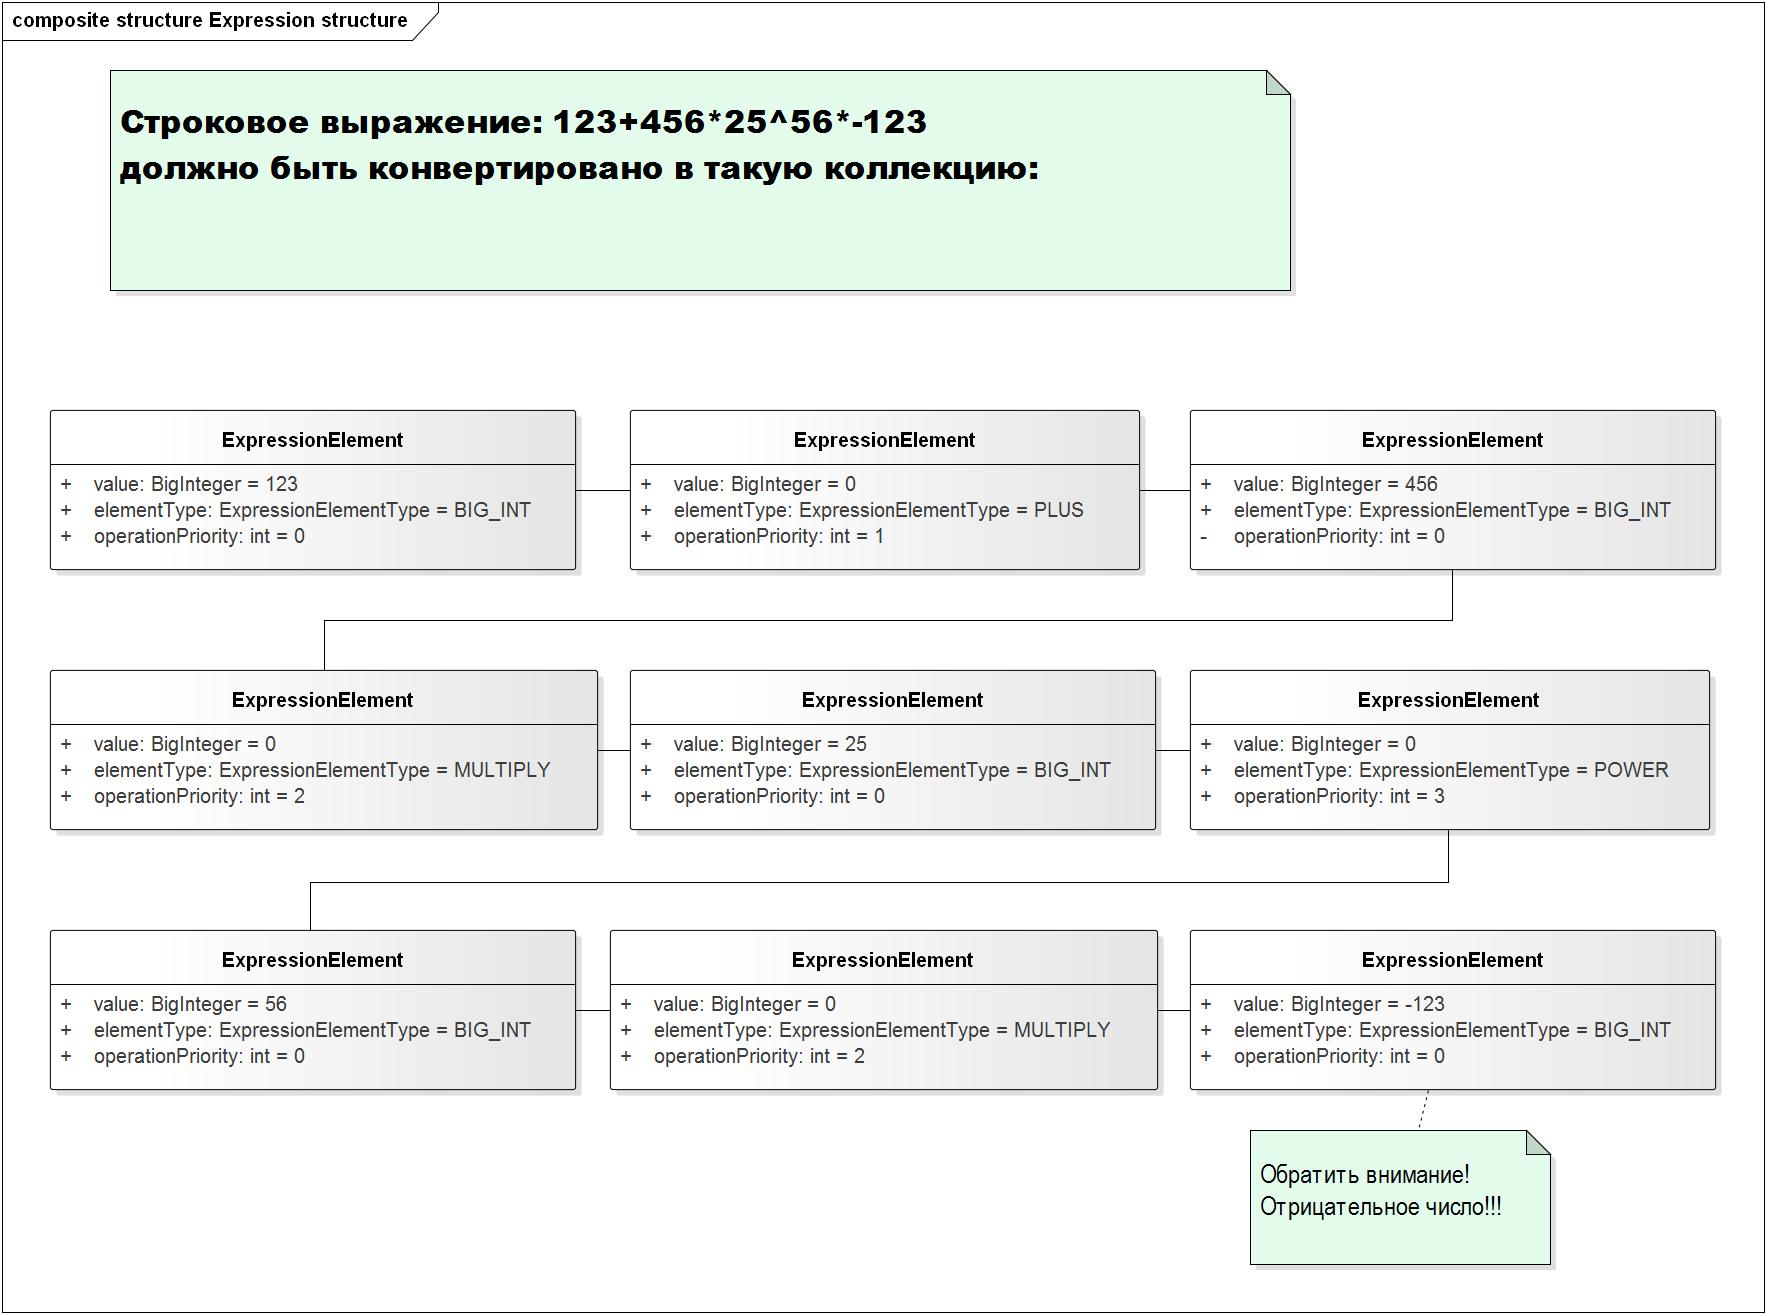 composite structure Expression structure
Строковое выражение: 123+456*25^56*-123
должно быть конвертировано в такую коллекцию:
ExpressionElement
+ value: BigInteger = 123
+ elementType: ExpressionElementType = BIG_INT
+ operationPriority: int = 0
ExpressionElement
+ value: BigInteger = 0
+ elementType: ExpressionElementType = PLUS
+ operationPriority: int = 1
ExpressionElement
+ value: BigInteger = 456
+ elementType: ExpressionElementType = BIG_INT
- operationPriority: int = 0
ExpressionElement
+ value: BigInteger = 0
+ elementType: ExpressionElementType = MULTIPLY
+ operationPriority: int = 2
ExpressionElement
+ value: BigInteger = 25
+ elementType: ExpressionElementType = BIG_INT
+ operationPriority: int = 0
ExpressionElement
+ value: BigInteger = 0
+ elementType: ExpressionElementType = POWER
+ operationPriority: int = 3
ExpressionElement
+ value: BigInteger = 56
+ elementType: ExpressionElementType = BIG_INT
+ operationPriority: int = 0
ExpressionElement
+ value: BigInteger = 0
+ elementType: ExpressionElementType = MULTIPLY
+ operationPriority: int = 2
ExpressionElement
+ value: BigInteger = -123
+ elementType: ExpressionElementType = BIG_INT
+ operationPriority: int = 0
Обратить внимание!
Отрицательное число!!!